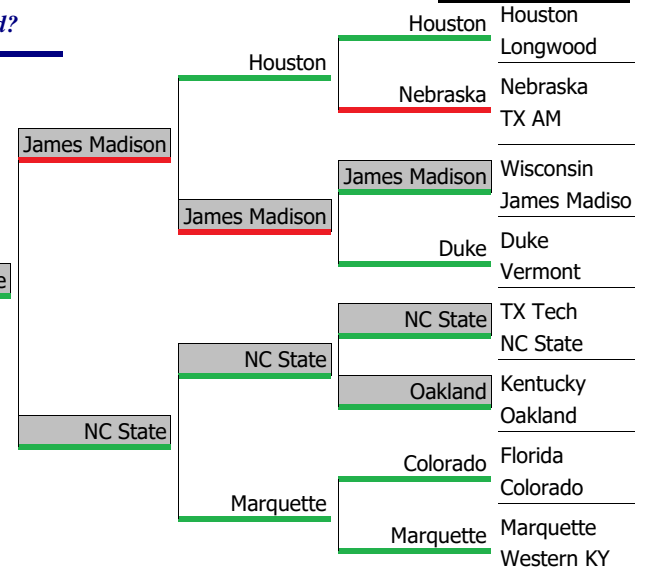 d?
Houston
Houston
Longwood
Houston
Nebraska
Nebraska
TX AM
James Madison
James Madison
Wisconsin
James Madiso
James Madison
Duke
Duke
Vermont
e
NC State
TX Tech
NC State
NC State
Oakland
Kentucky
Oakland
NC State
Colorado
Florida
Colorado
Marquette
Marquette
Marquette
Western KY